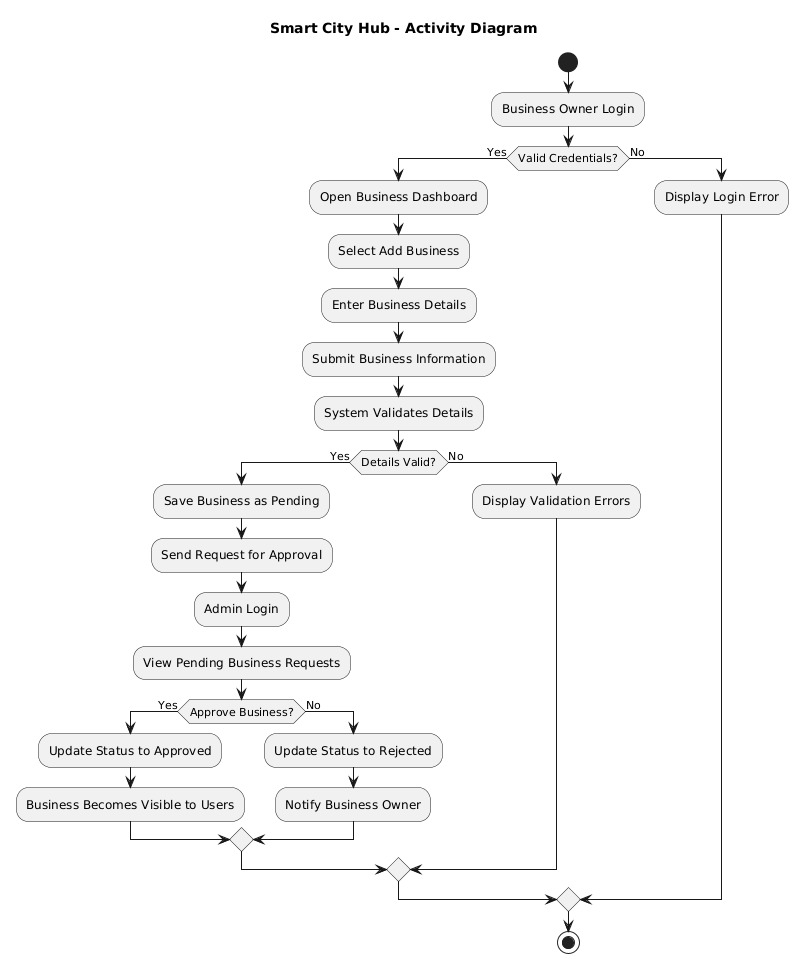 Smart City Hub - Activity Diagram
Business Owner Login
Yes
Valid Credentials?
No
Open Business Dashboard
Display Login Error
Select Add Business
Enter Business Details
Submit Business Information
System Validates Details
Yes
Details Valid?
No
Save Business as Pending
Display Validation Errors
Send Request for Approval
Admin Login
View Pending Business Requests
Yes
Approve Business?
No
Update Status to Approved
Update Status to Rejected
Business Becomes Visible to Users
Notify Business Owner